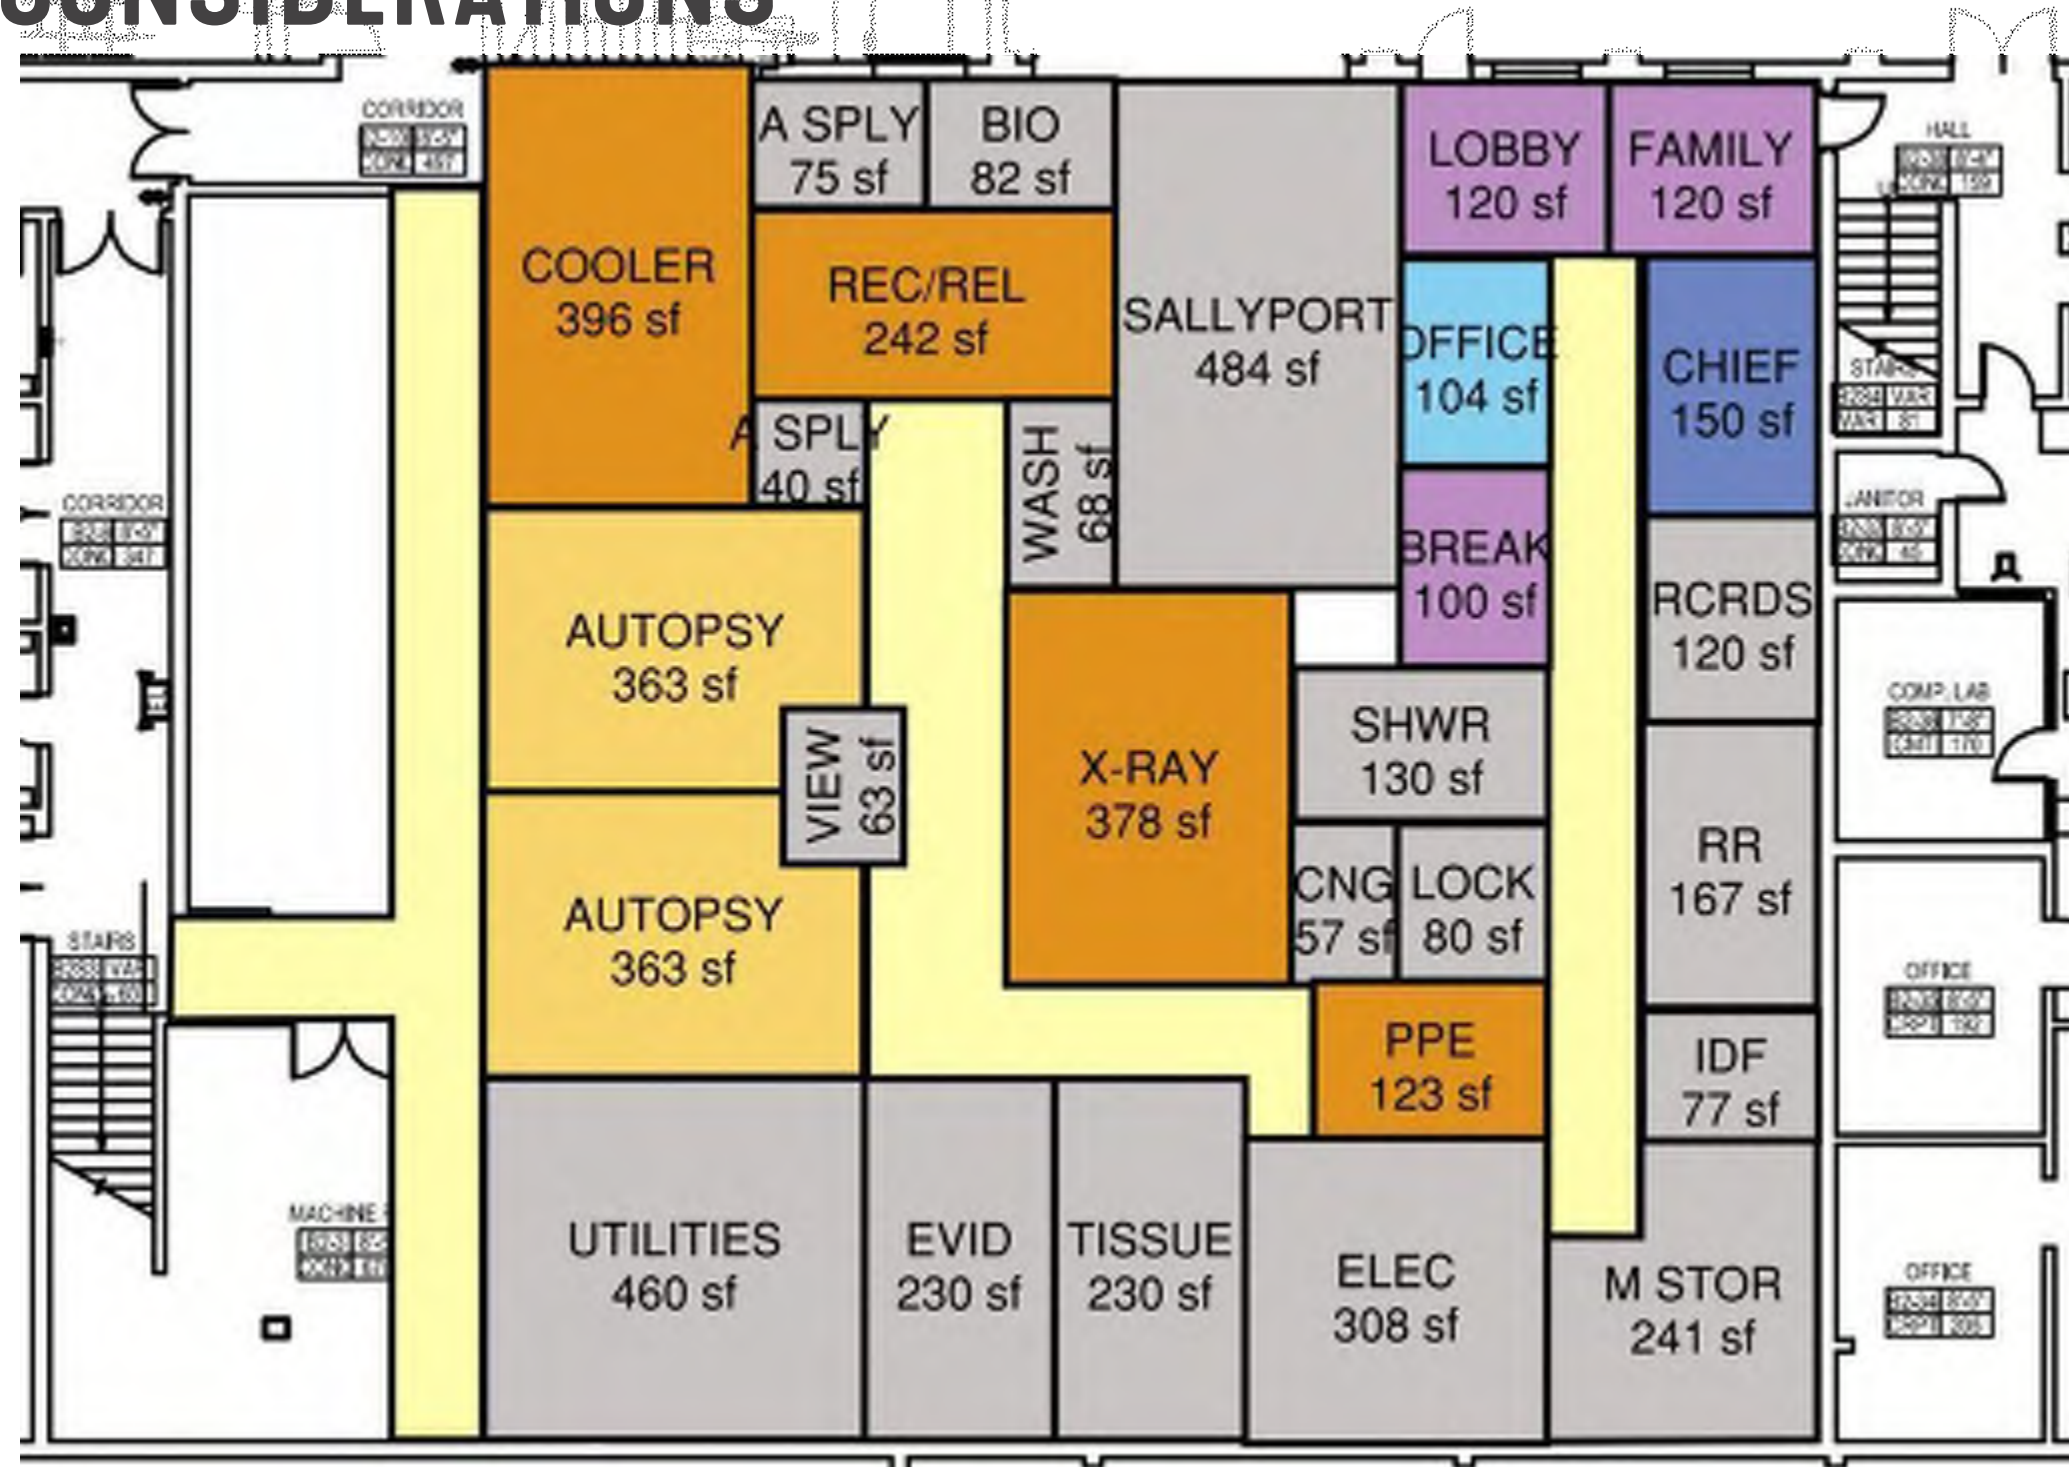 CONSIDERATIONS
CORRIDOR
A SPLY
75 sf
BIO
82 sf
LOBBY
120 sf
FAMILY
120 sf
HALL
COOLER
396 sf
REC/REL
242 sf
SALLYPORT
484 sf
OFFICE
104 sf
CHIEF
150 sf
STAIRS
A SPLY
40 sf
WASH
68 sf
BREAK
100 sf
CORRIDOR
JANITOR
RCRDS
120 sf
AUTOPSY
363 sf
VIEW
63 sf
X-RAY
378 sf
SHWR
130 sf
COMP. LAB
CNG
57 sf
LOCK
80 sf
RR
167 sf
AUTOPSY
363 sf
STAIRS
OFFICE
PPE
123 sf
IDF
77 sf
MACHINE
UTILITIES
460 sf
EVID
230 sf
TISSUE
230 sf
ELEC
308 sf
M STOR
241 sf
OFFICE